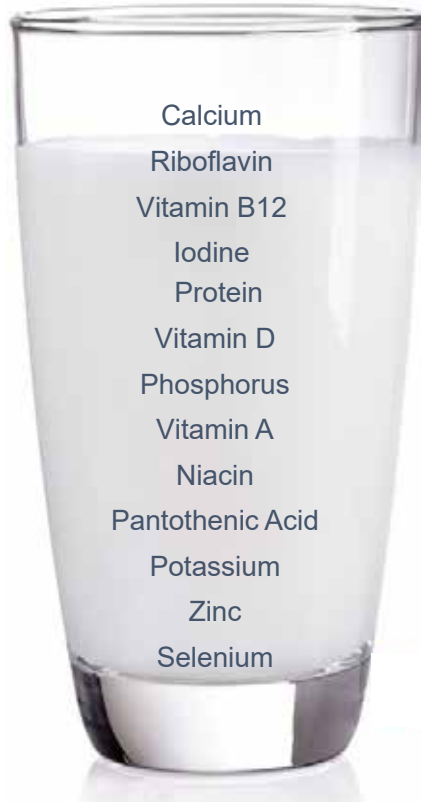 Calcium
Riboflavin
Vitamin B12
Iodine
Protein
Vitamin D
Phosphorus
Vitamin A
Niacin
Pantothenic Acid
Potassium
Zinc
Selenium